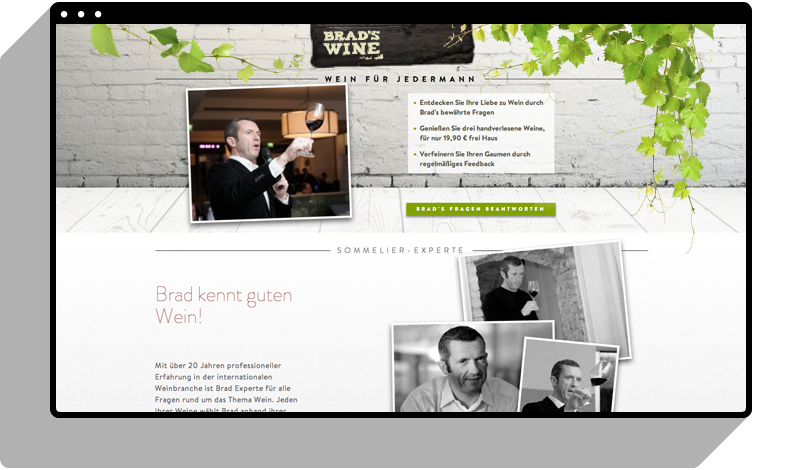 BRAD'S
WINE
WEIN FÜR JEDERMANN
Entdecken Sie Ihre Liebe zu Wein durch
Brad's bewährte Fragen
Genießen Sie drei handverlesene Weine,
für nur 19,90 € frei Haus
Verfeinern Sie Ihren Gaumen durch
regelmäßiges Feedback
BRAD'S FRAGEN BEANTWORTEN
SOMMELIER-EXPERTE
Brad kennt guten
Wein!
Mit über 20 Jahren professioneller
Erfahrung in der internationalen
Weinbranche ist Brad Experte für alle
Fragen rund um das Thema Wein. Jeden
Ihrer Weine wählt Brad anhand ihrer